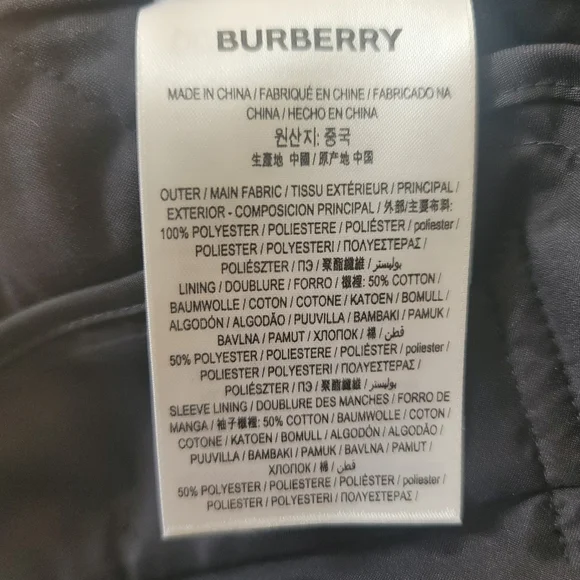 BURBERRY
MADE IN CHINA / FABRIQUÉ EN CHINE / FABRICADO NA
CHINA / HECHO EN CHINA
원산지: 중국
生產地 中國 / 原产地 中国
OUTER / MAIN FABRIC / TISSU EXTÉRIEUR / PRINCIPAL /
EXTERIOR - COMPOSICION PRINCIPAL / 外部/主要布料:
100% POLYESTER / POLIESTERE / POLIÉSTER / poliester /
POLIESTER / POLYESTERI / ΠΟΛΥΕΣΤΕΡΑΣ /
POLIÉSZTER / ПЭ / 聚酯纖維 / بوليستر /
LINING / DOUBLURE / FORRO / 襯裡: 50% COTTON /
BAUMWOLLE / COTON / COTONE / KATOEN / BOMULL /
ALGODÓN / ALGODÃO / PUUVILLA / BAMBAKI / PAMUK /
BAVLNA / PAMUT / ХЛОПОК / 棉 / قطن /
50% POLYESTER / POLIESTERE / POLIÉSTER / poliester /
POLIESTER / POLYESTERI / ΠΟΛΥΕΣΤΕΡΑΣ /
POLIÉSZTER / ПЭ / 聚酯纖維 / بوليستر /
SLEEVE LINING / DOUBLURE DES MANCHES / FORRO DE
MANGA / 袖子襯裡: 50% COTTON / BAUMWOLLE / COTON /
COTONE / KATOEN / BOMULL / ALGODÓN / ALGODÃO /
PUUVILLA / BAMBAKI / PAMUK / BAVLNA / PAMUT /
ХЛОПОК / 棉 / قطن /
50% POLYESTER / POLIESTERE / POLIÉSTER / poliester /
POLIESTER / POLYESTERI / ΠΟΛΥΕΣΤΕΡΑΣ /